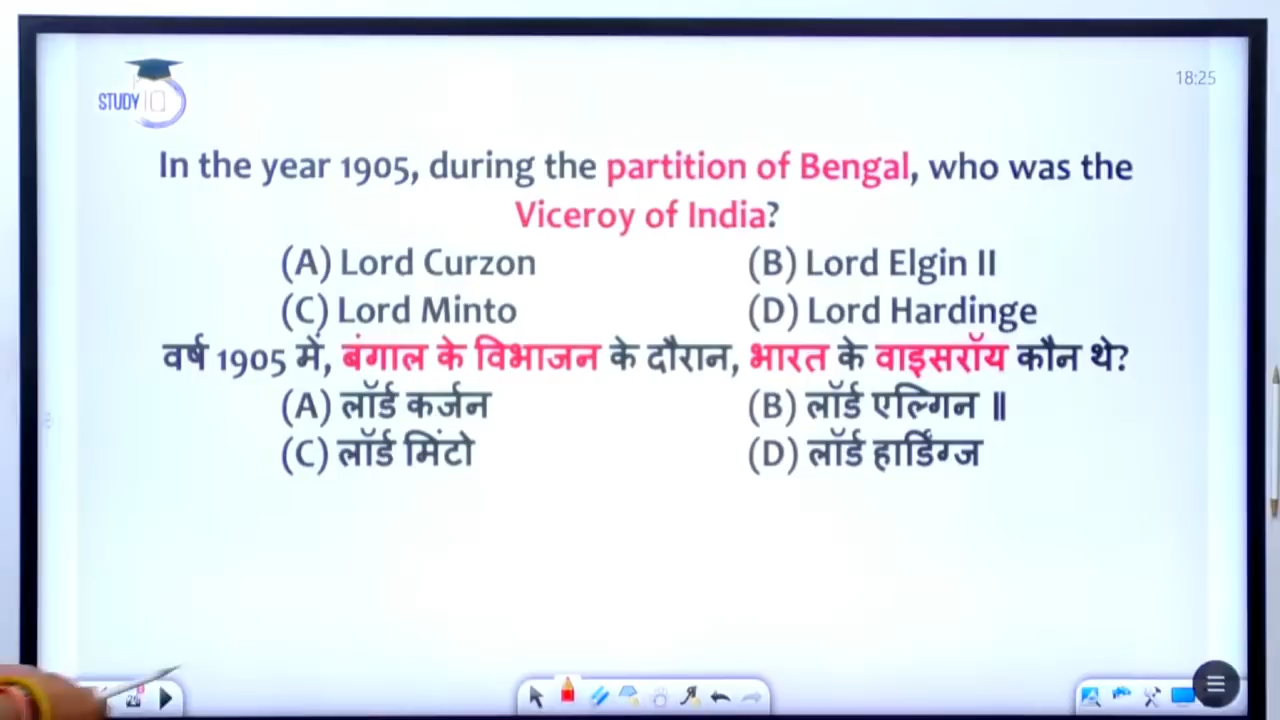 STUDY IQ
18:25
In the year 1905, during the partition of Bengal, who was the
Viceroy of India?
(A) Lord Curzon (B) Lord Elgin II
(C) Lord Minto (D) Lord Hardinge
वर्ष 1905 में, बंगाल के विभाजन के दौरान, भारत के वाइसरॉय कौन थे?
(A) लॉर्ड कर्जन (B) लॉर्ड एल्गिन II
(C) लॉर्ड मिंटो (D) लॉर्ड हार्डिंग्ज